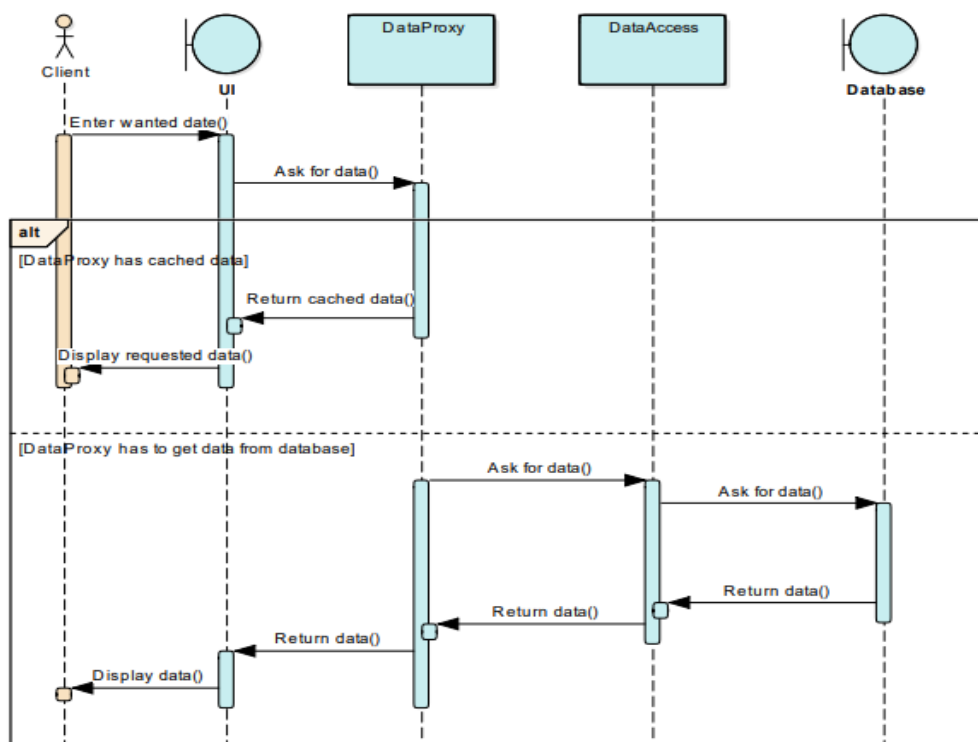 DataProxy
DataAccess
Client
UI
Database
Enter wanted date()
Ask for data()
alt
[DataProxy has cached data]
Return cached data()
Display requested data()
[DataProxy has to get data from database]
Ask for data()
Ask for data()
Return data()
Return data()
Return data()
Display data()